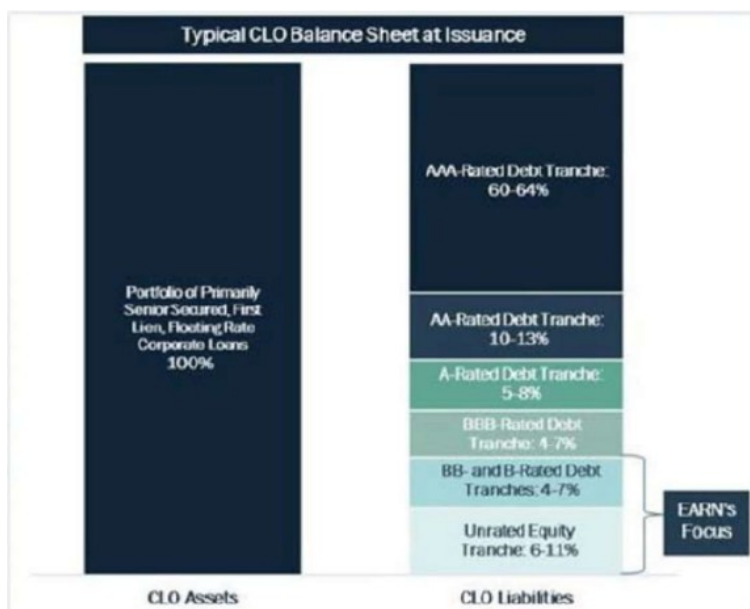 Typical CLO Balance Sheet at Issuance
Portfolio of Primarily
Senior Secured, First
Lien, Floating Rate
Corporate Loans
100%
AAA-Rated Debt Tranche:
60-64%
AA-Rated Debt Tranche:
10-13%
A-Rated Debt Tranche:
5-8%
BBB-Rated Debt
Tranche: 4-7%
BB- and B-Rated Debt
Tranches: 4-7%
Unrated Equity
Tranche: 6-11%
EARN's
Focus
CLO Assets
CLO Liabilities